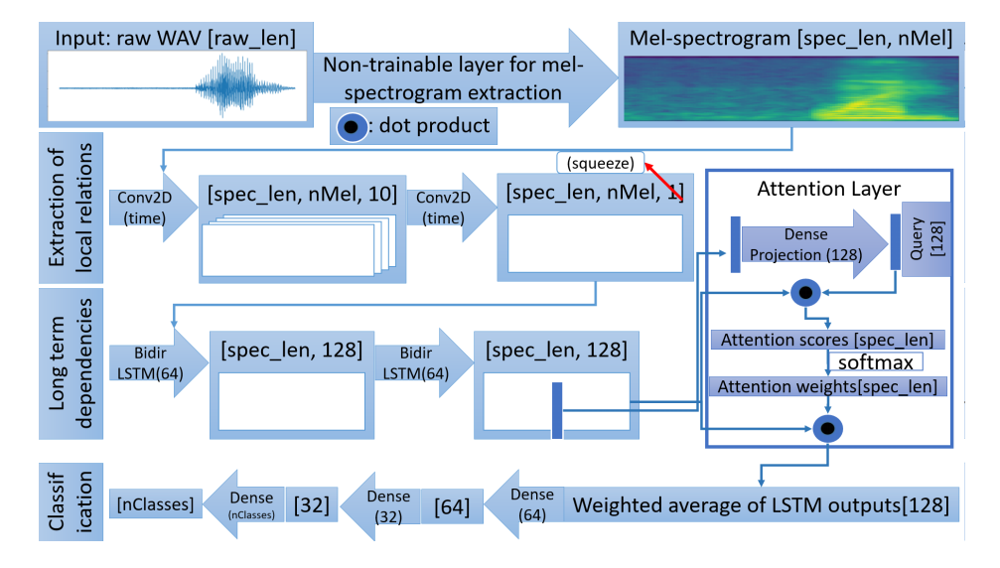 Input: raw WAV [raw_len]
Non-trainable layer for mel-
spectrogram extraction
Mel-spectrogram [spec_len, nMel]
: dot product
Extraction of
local relations
Conv2D
(time)
[spec_len, nMel, 10]
Conv2D
(time)
(squeeze)
[spec_len, nMel, 1]
Attention Layer
Dense
Projection (128)
Query
[128]
Attention scores [spec_len]
softmax
Attention weights[spec_len]
Long term
dependencies
Bidir
LSTM(64)
[spec_len, 128]
Bidir
LSTM(64)
[spec_len, 128]
Classif
ication
[nClasses]
Dense
(nClasses)
[32]
Dense
(32)
[64]
Dense
(64)
Weighted average of LSTM outputs[128]